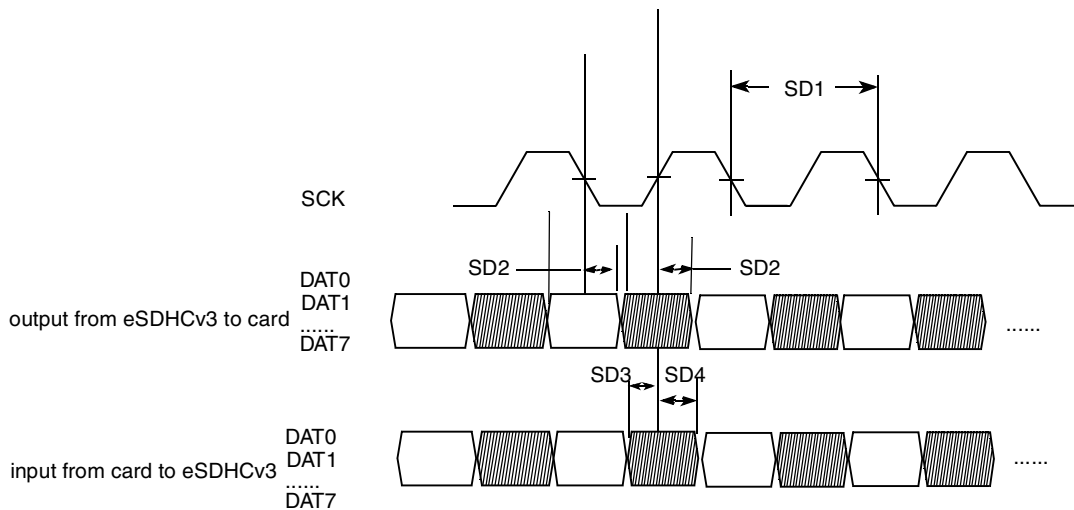 SD1
SCK
SD2
SD2
DAT0
DAT1
output from eSDHCv3 to card
......
DAT7
......
SD3
SD4
DAT0
DAT1
input from card to eSDHCv3
......
DAT7
......